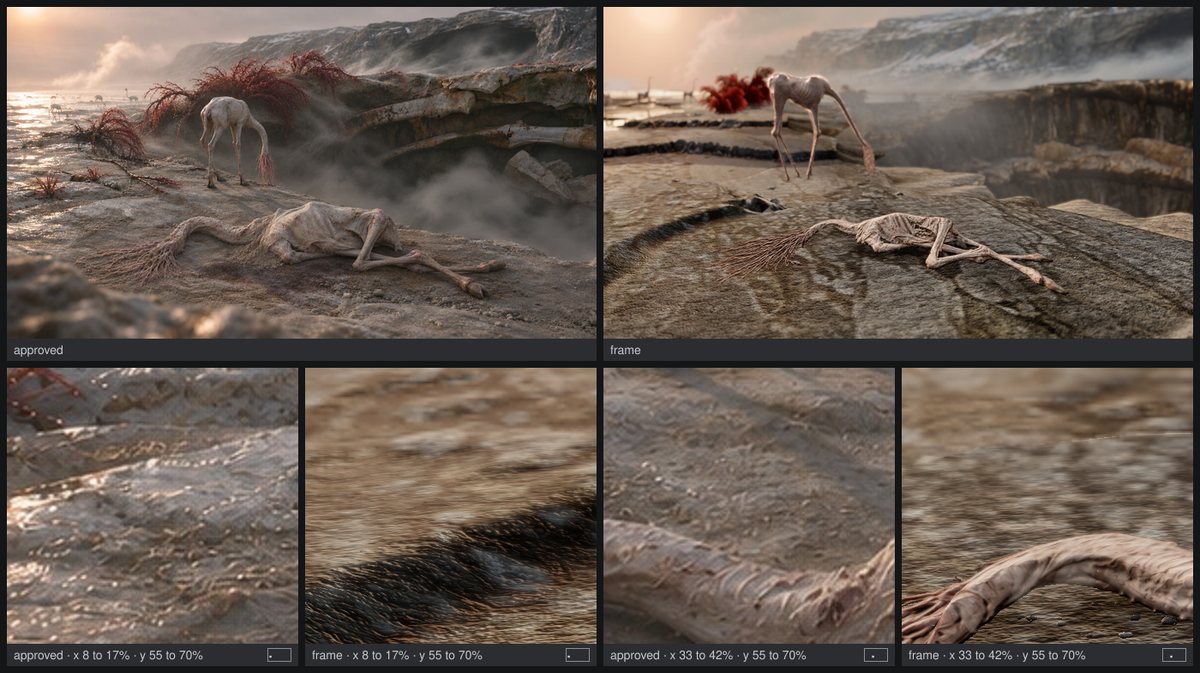 approved
frame
approved · x 8 to 17% · y 55 to 70%
frame · x 8 to 17% · y 55 to 70%
approved · x 33 to 42% · y 55 to 70%
frame · x 33 to 42% · y 55 to 70%